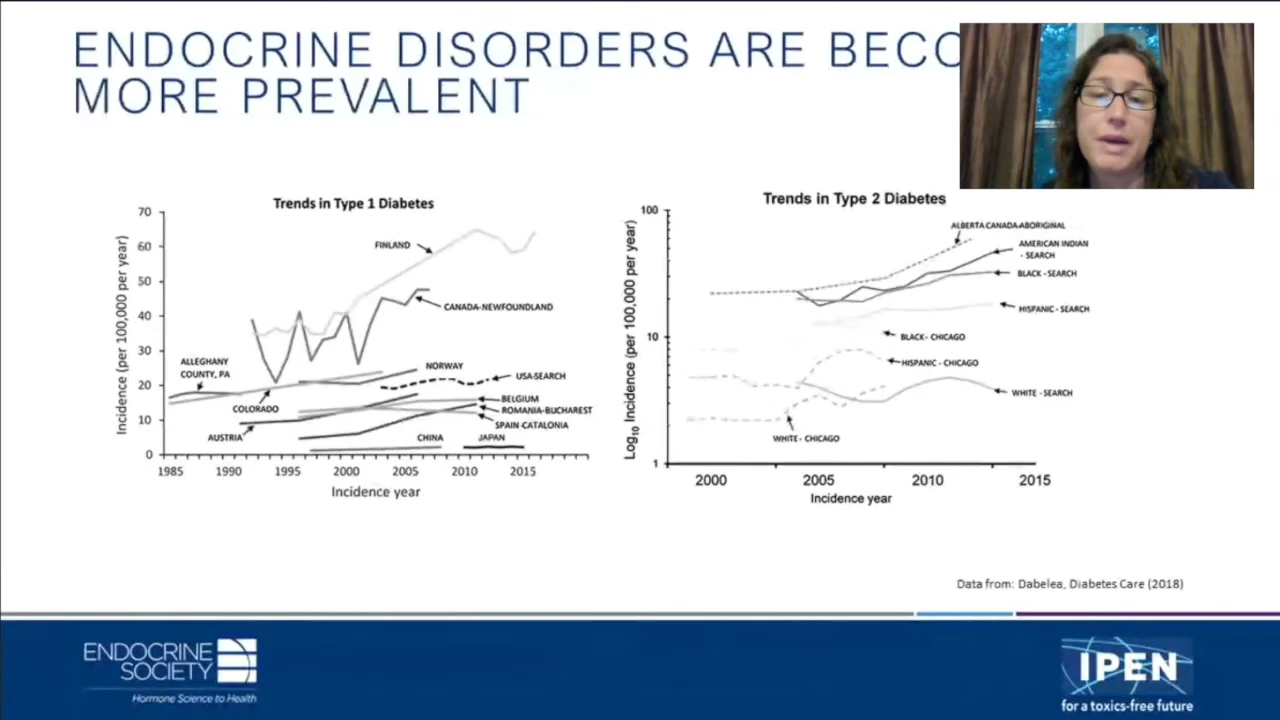 ENDOCRINE DISORDERS ARE BECO
MORE PREVALENT
Trends in Type 1 Diabetes
Incidence (per 100,000 per year)
70
60
50
40
30
20
10
0
FINLAND
CANADA-NEWFOUNDLAND
ALLEGHANY
COUNTY, PA
NORWAY
USA-SEARCH
COLORADO
BELGIUM
ROMANIA-BUCHAREST
SPAIN-CATALONIA
AUSTRIA
CHINA
JAPAN
1985 1990 1995 2000 2005 2010 2015
Incidence year
Trends in Type 2 Diabetes
Log10 Incidence (per 100,000 per year)
100
10
1
ALBERTA CANADA-ABORIGINAL
AMERICAN INDIAN
- SEARCH
BLACK - SEARCH
HISPANIC - SEARCH
BLACK - CHICAGO
HISPANIC - CHICAGO
WHITE - SEARCH
WHITE - CHICAGO
2000 2005 2010 2015
Incidence year
Data from: Dabelea, Diabetes Care (2018)
ENDOCRINE
SOCIETY
Hormone Science to Health
IPEN
for a toxics-free future